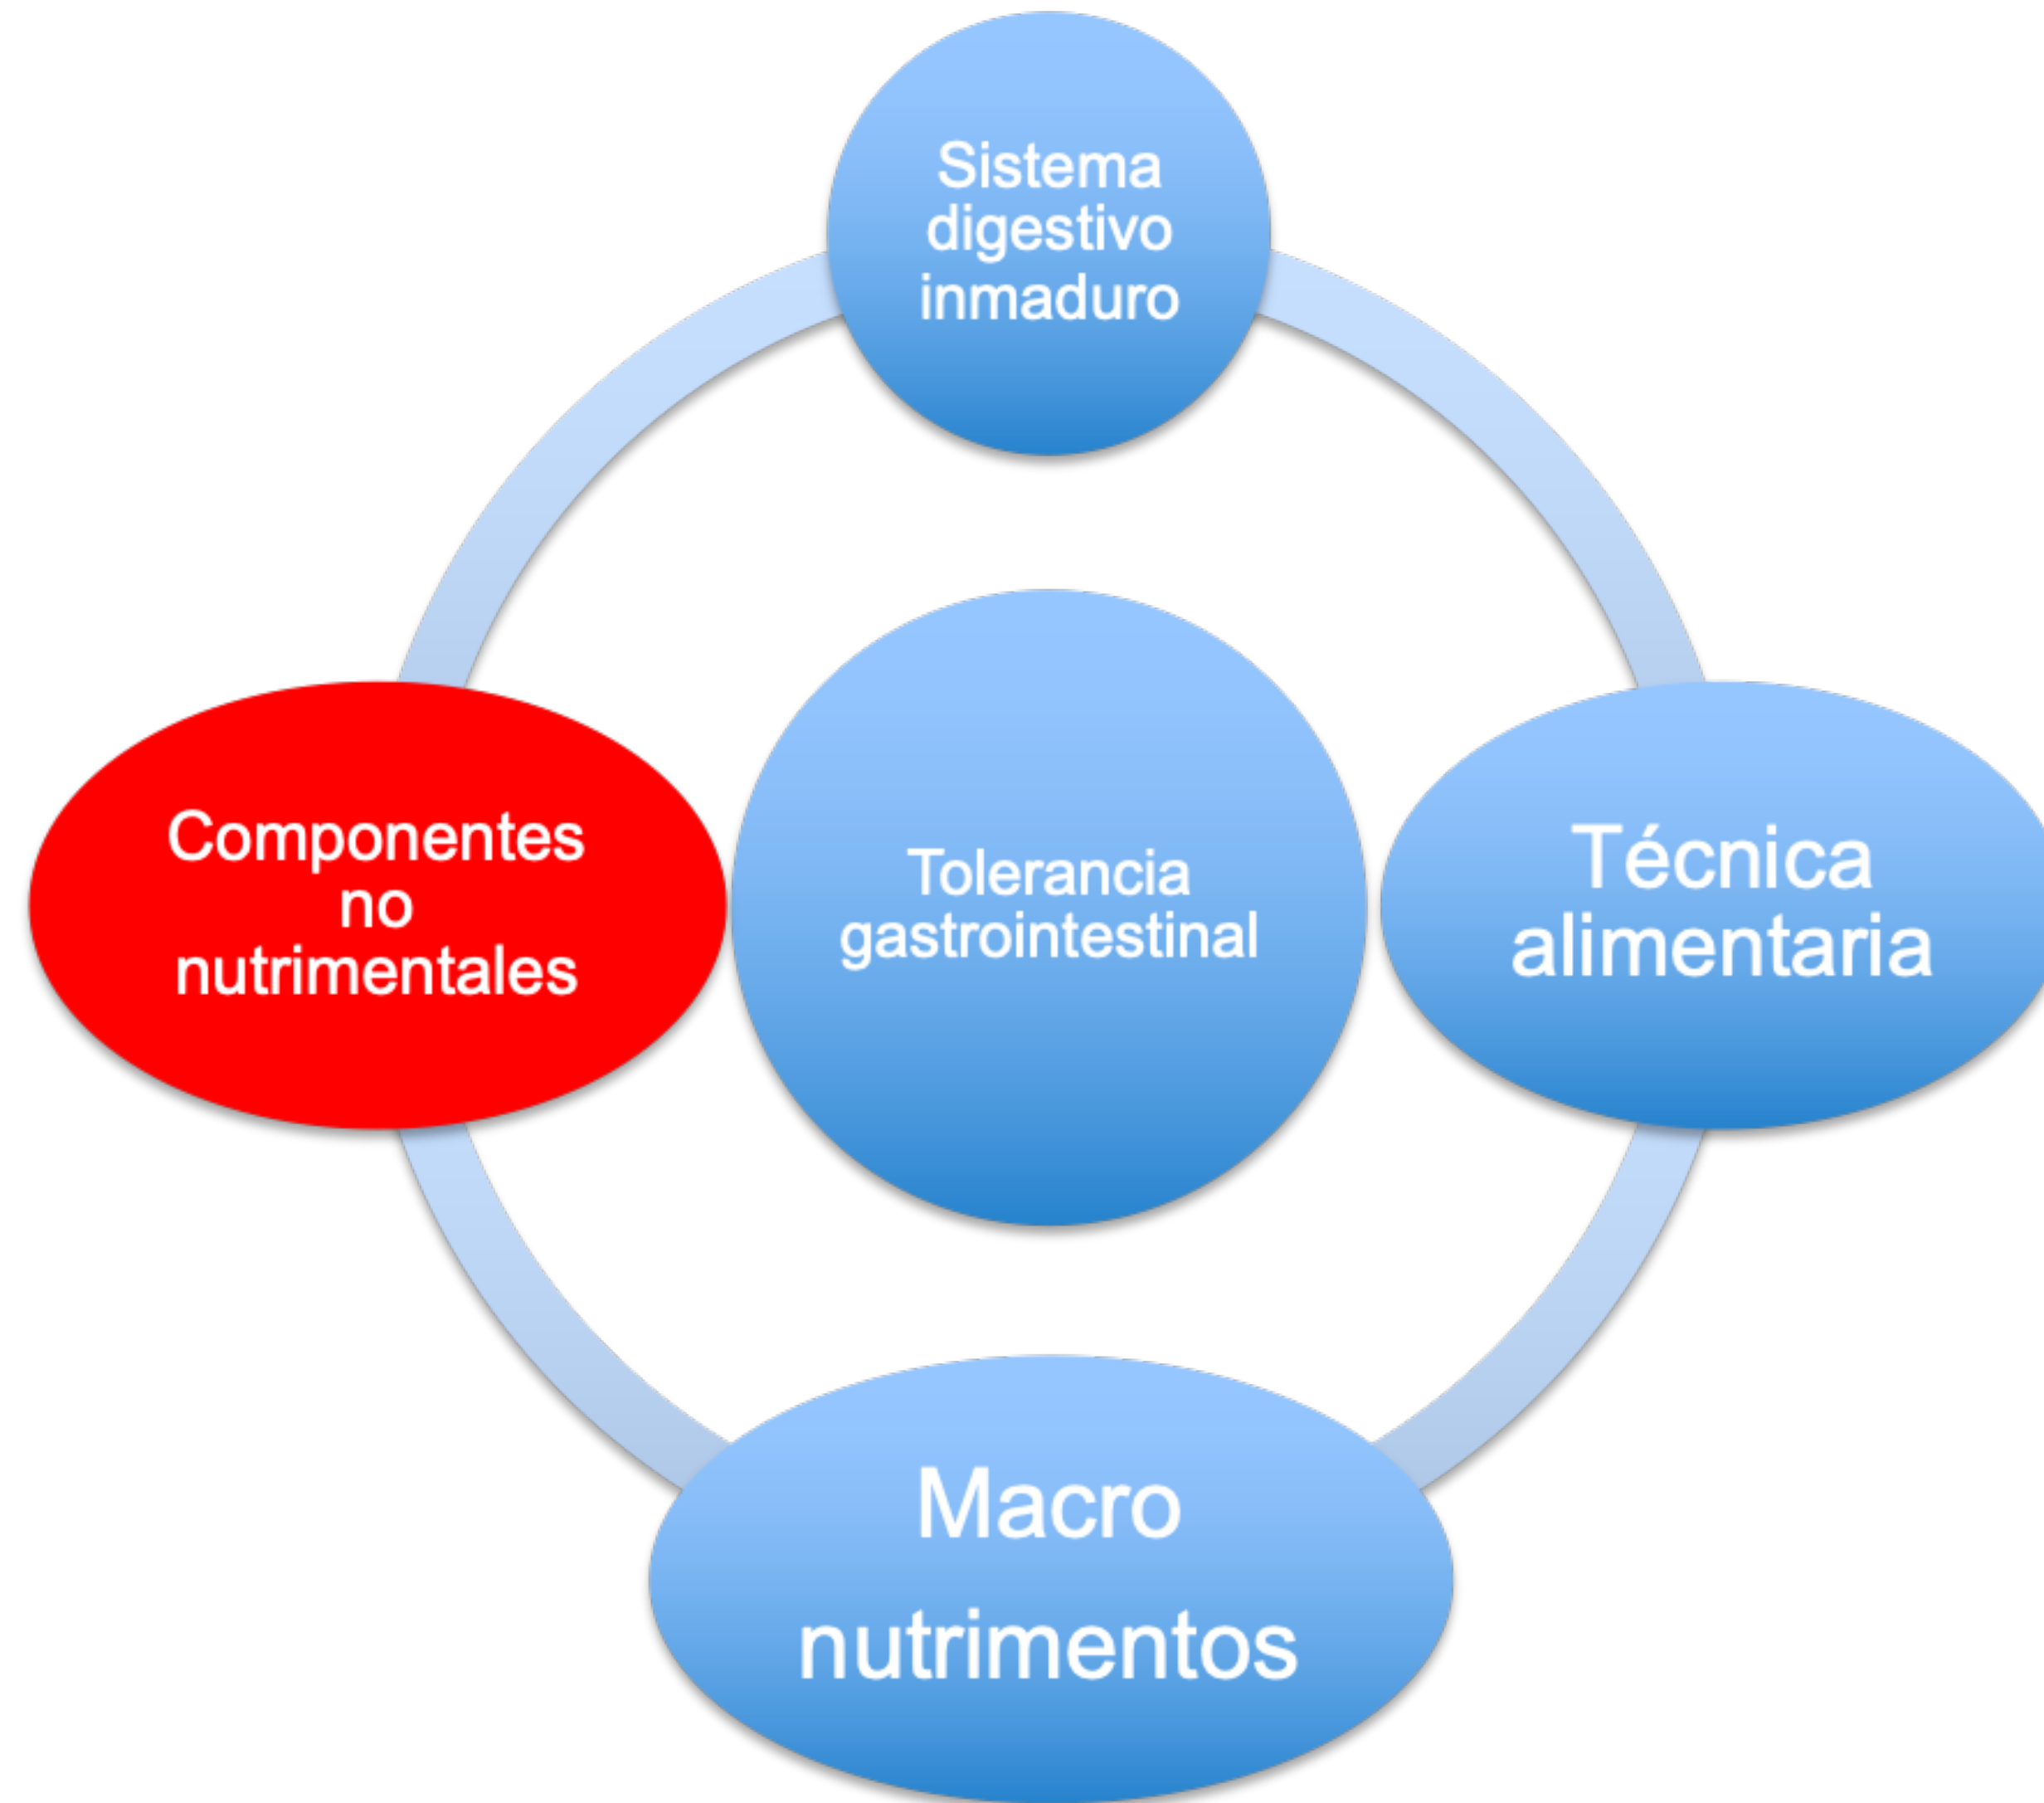 Sistema
digestivo
inmaduro
Componentes
no
nutrimentales
Tolerancia
gastrointestinal
Técnica
alimentaria
Macro
nutrimentos